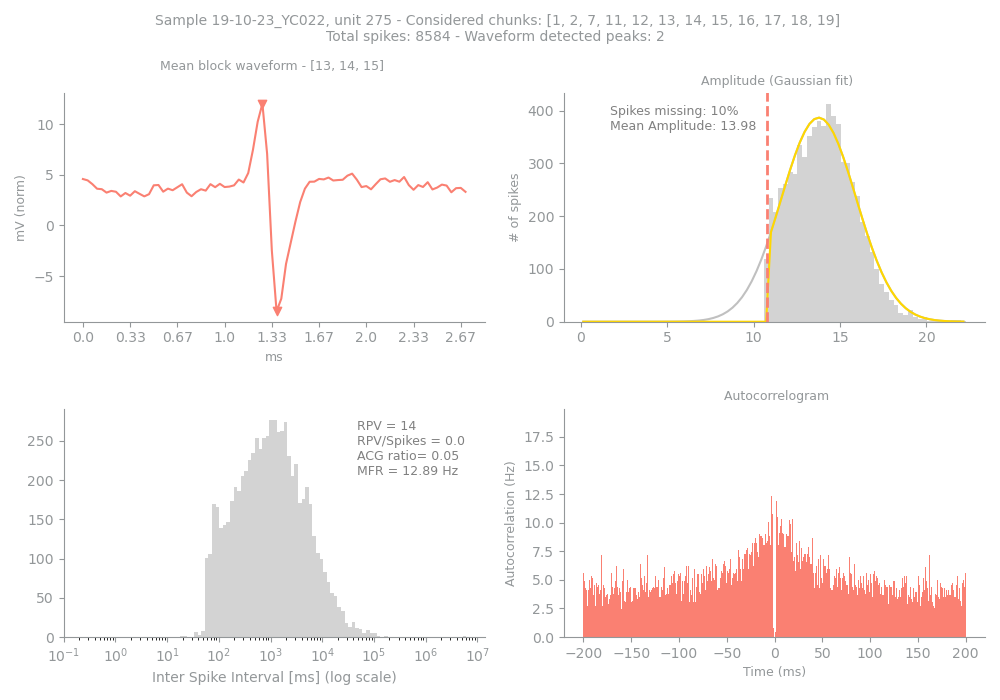 Sample 19-10-23_YC022, unit 275 - Considered chunks: [1, 2, 7, 11, 12, 13, 14, 15, 16, 17, 18, 19]
Total spikes: 8584 - Waveform detected peaks: 2
Mean block waveform - [13, 14, 15]
mV (norm)
10
5
0
−5
0.0 0.33 0.67 1.0 1.33 1.67 2.0 2.33 2.67
ms
Amplitude (Gaussian fit)
Spikes missing: 10%
Mean Amplitude: 13.98
# of spikes
400
300
200
100
0
0 5 10 15 20
RPV = 14
RPV/Spikes = 0.0
ACG ratio= 0.05
MFR = 12.89 Hz
250
200
150
100
50
0
10⁻¹ 10⁰ 10¹ 10² 10³ 10⁴ 10⁵ 10⁶ 10⁷
Inter Spike Interval [ms] (log scale)
Autocorrelogram
Autocorrelation (Hz)
17.5
15.0
12.5
10.0
7.5
5.0
2.5
0.0
−200 −150 −100 −50 0 50 100 150 200
Time (ms)